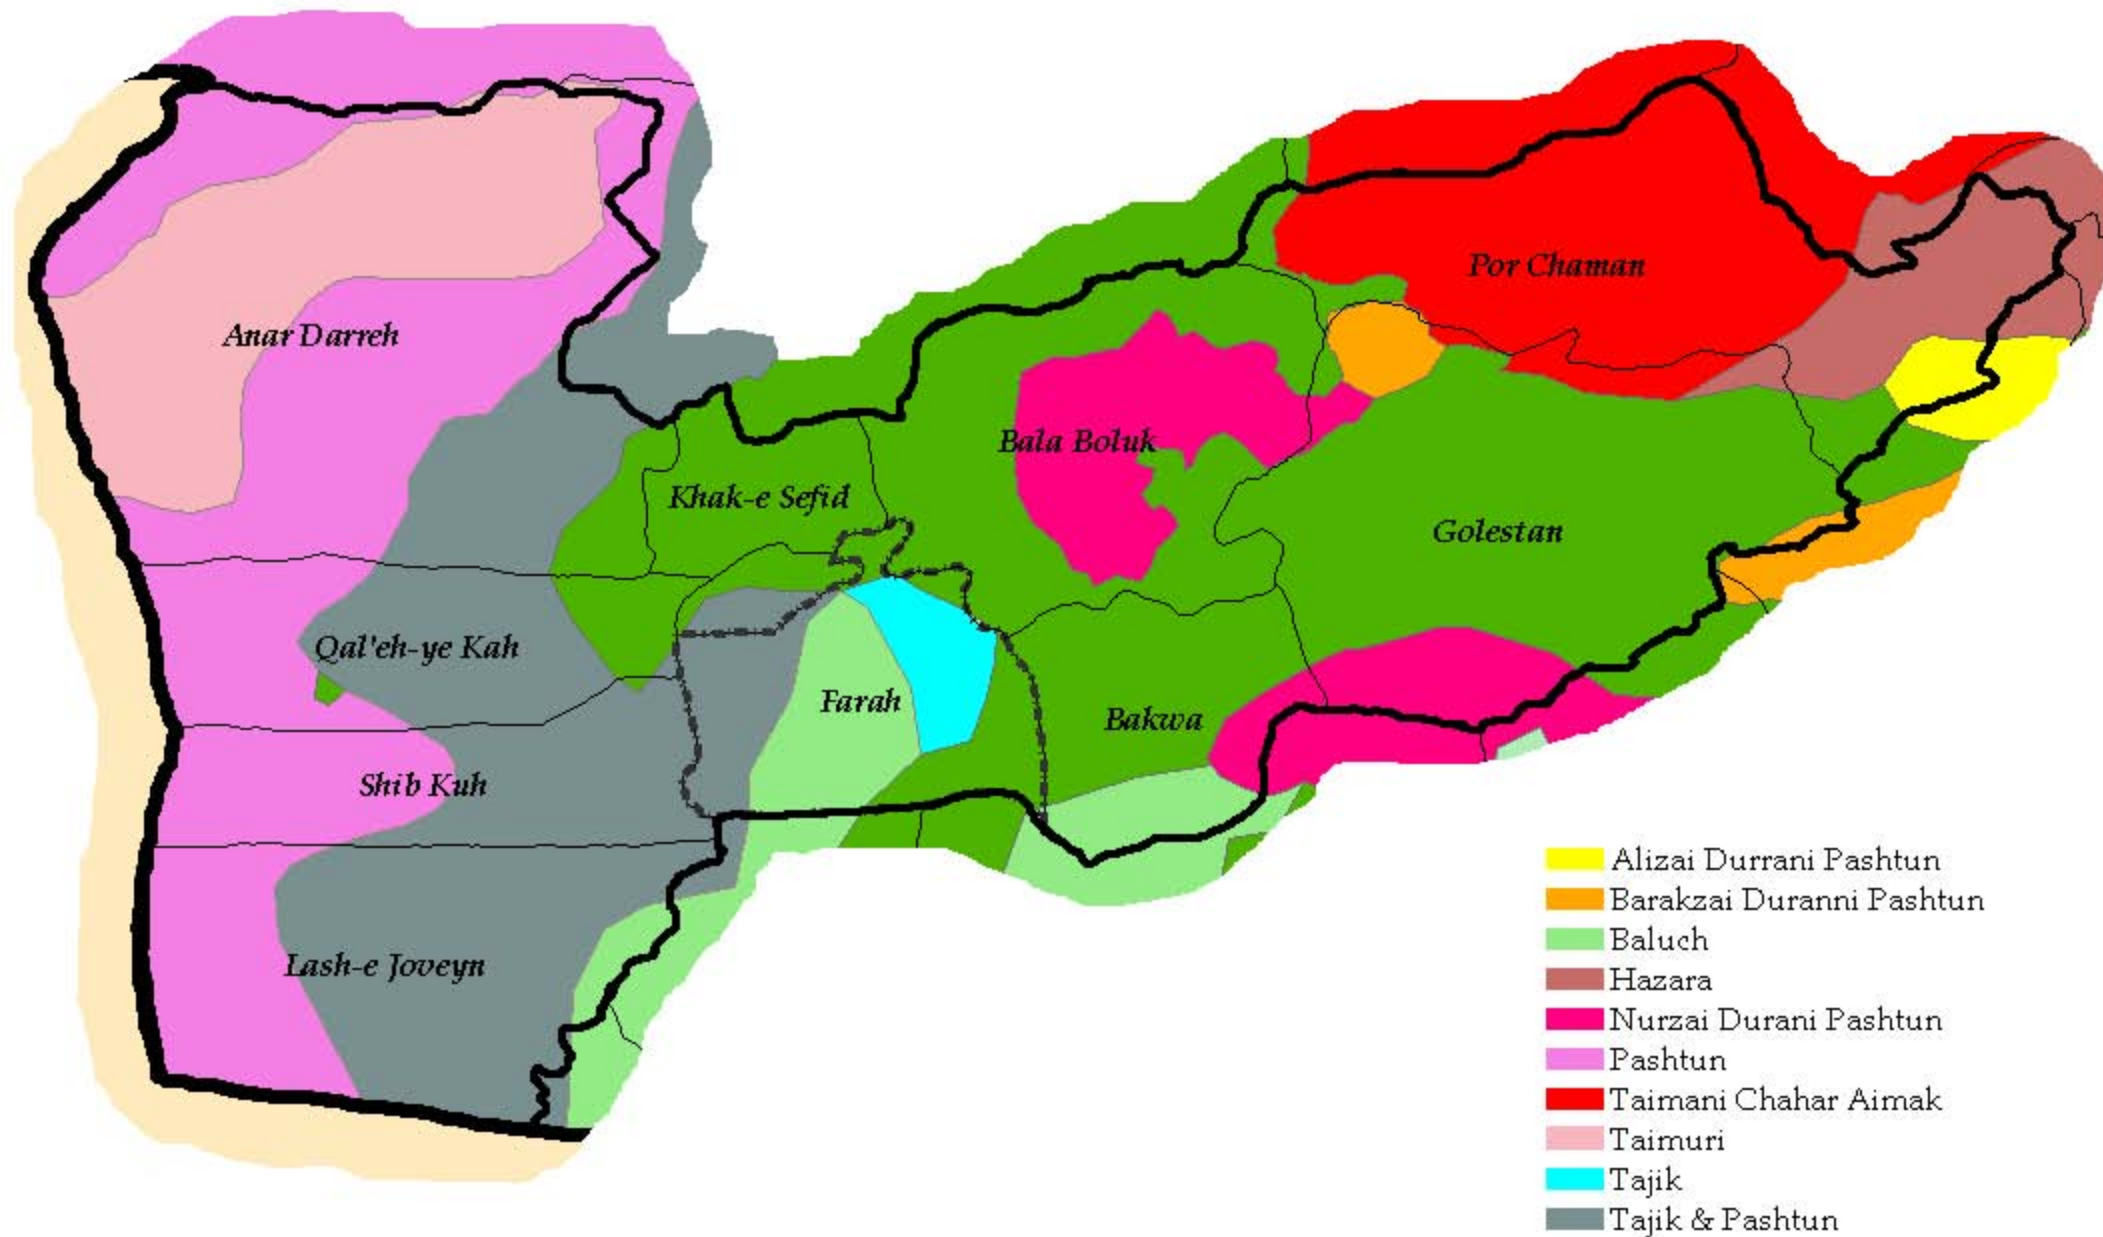 Por Chaman
Anar Darreh
Bala Boluk
Khak-e Sefid
Golestan
Qal'eh-ye Kah
Farah
Bakwa
Shib Kuh
Lash-e Joveyn
Alizai Durrani Pashtun
Barakzai Duranni Pashtun
Baluch
Hazara
Nurzai Durani Pashtun
Pashtun
Taimani Chahar Aimak
Taimuri
Tajik
Tajik & Pashtun